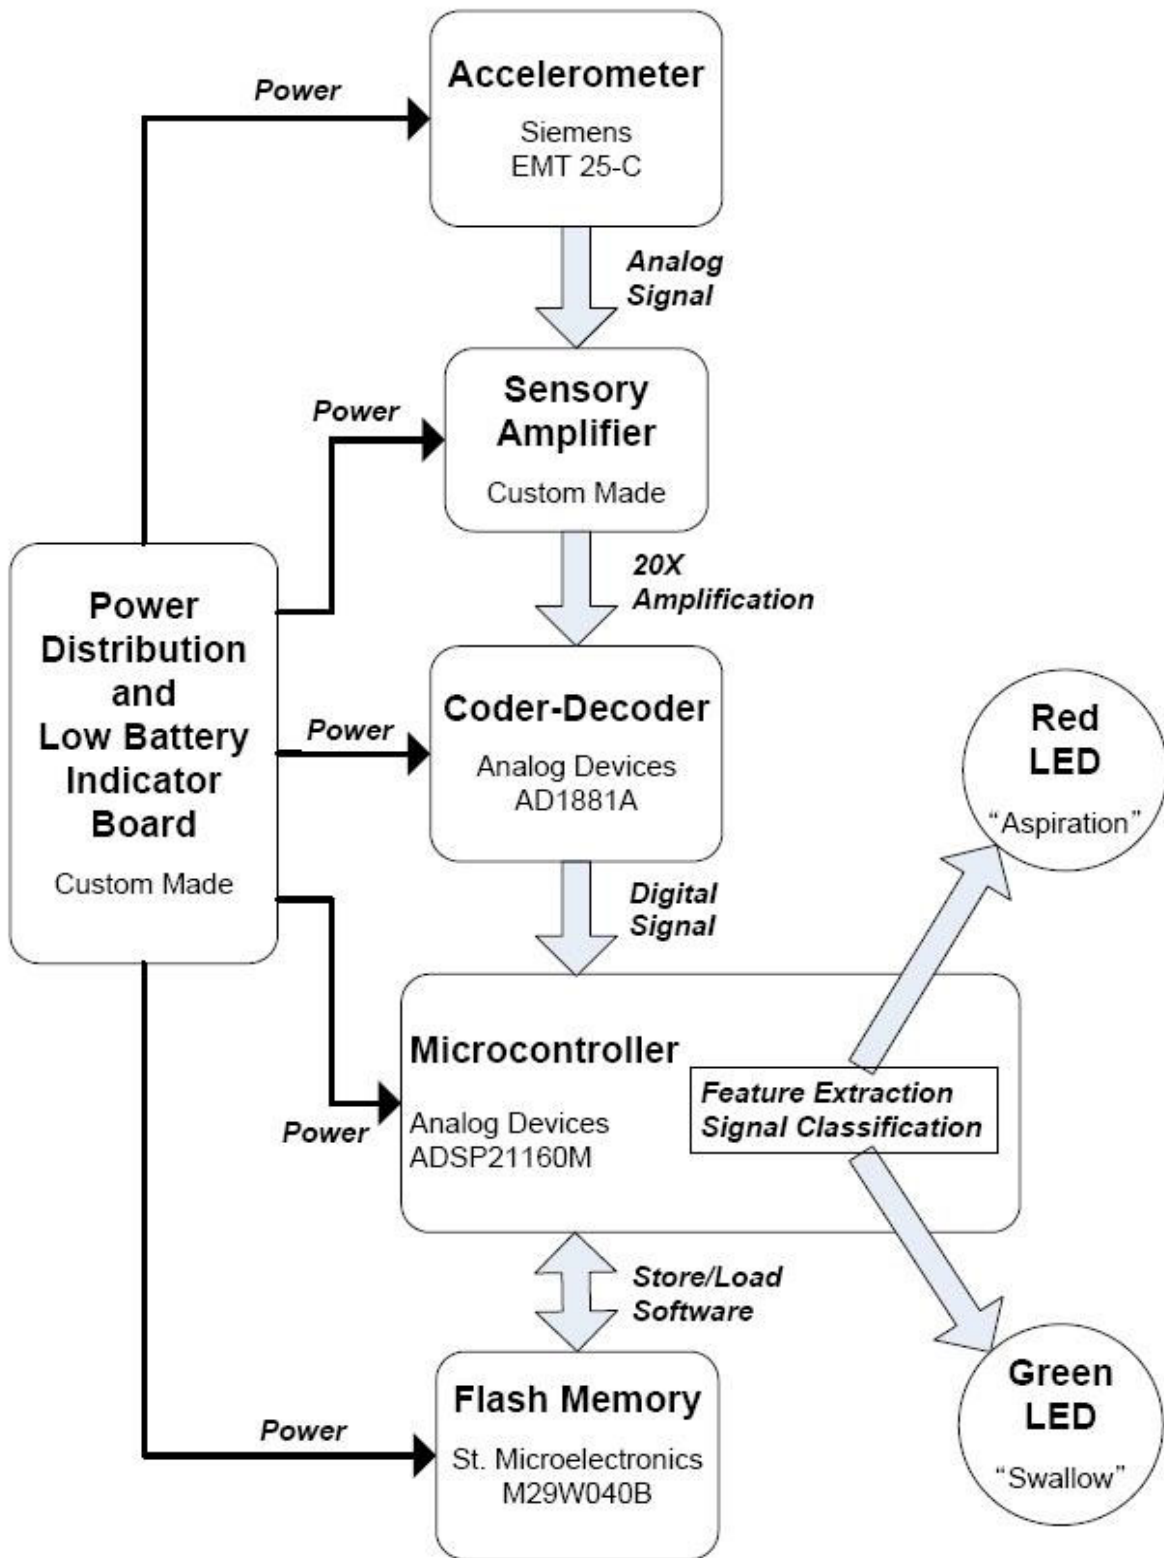 Accelerometer
Siemens
EMT 25-C
Power
Analog
Signal
Sensory
Amplifier
Custom Made
Power
20X
Amplification
Power
Distribution
and
Low Battery
Indicator
Board
Custom Made
Power
Coder-Decoder
Analog Devices
AD1881A
Red
LED
“Aspiration”
Digital
Signal
Microcontroller
Analog Devices
ADSP21160M
Feature Extraction
Signal Classification
Power
Store/Load
Software
Flash Memory
St. Microelectronics
M29W040B
Power
Green
LED
“Swallow”